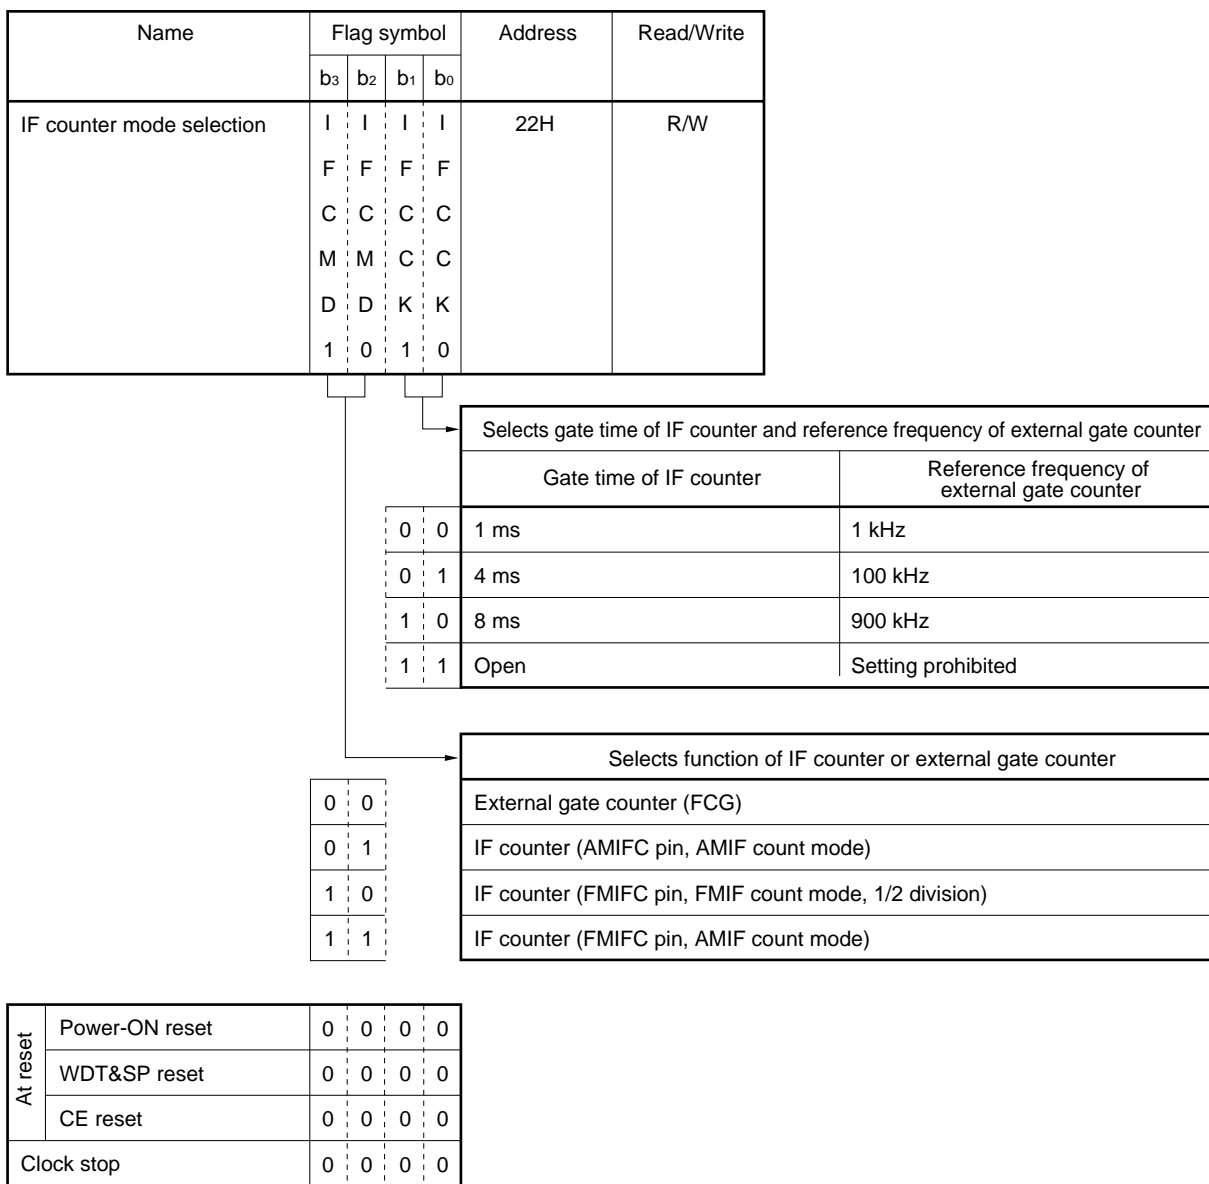 Name Flag symbol Address Read/Write
b3 b2 b1 b0
IF counter mode selection I I I I 22H R/W
F F F F
C C C C
M M C C
D D K K
1 0 1 0
Selects gate time of IF counter and reference frequency of external gate counter
Gate time of IF counter Reference frequency of
external gate counter
0 0 1 ms 1 kHz
0 1 4 ms 100 kHz
1 0 8 ms 900 kHz
1 1 Open Setting prohibited
Selects function of IF counter or external gate counter
0 0 External gate counter (FCG)
0 1 IF counter (AMIFC pin, AMIF count mode)
1 0 IF counter (FMIFC pin, FMIF count mode, 1/2 division)
1 1 IF counter (FMIFC pin, AMIF count mode)
At reset
Power-ON reset 0 0 0 0
WDT&SP reset 0 0 0 0
CE reset 0 0 0 0
Clock stop 0 0 0 0